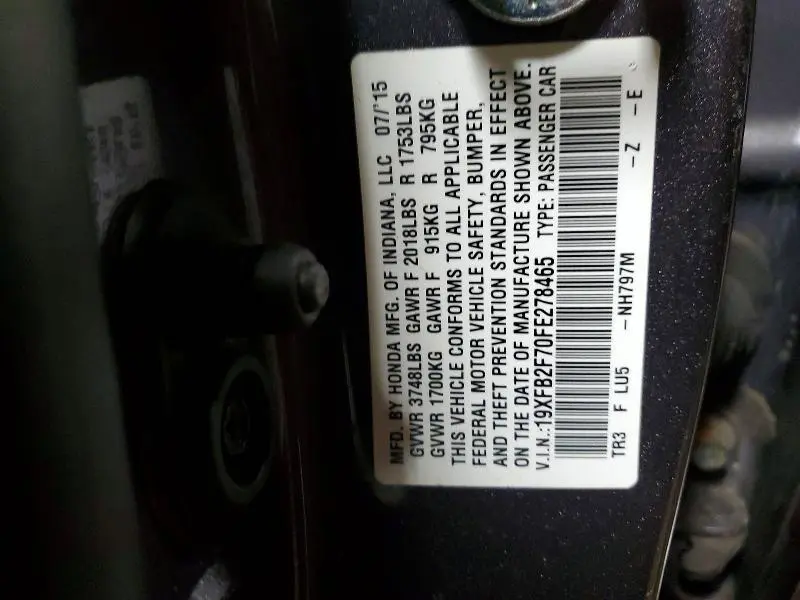 MFD. BY HONDA MFG. OF INDIANA, LLC 07/'15
GVWR 3748LBS GAWR F 2018LBS R 1753LBS
GVWR 1700KG GAWR F 915KG R 795KG
THIS VEHICLE CONFORMS TO ALL APPLICABLE
FEDERAL MOTOR VEHICLE SAFETY, BUMPER,
AND THEFT PREVENTION STANDARDS IN EFFECT
ON THE DATE OF MANUFACTURE SHOWN ABOVE.
V.I.N.:19XFB2F70FE278465 TYPE: PASSENGER CAR
TR3 F LU5 -NH797M -Z -E